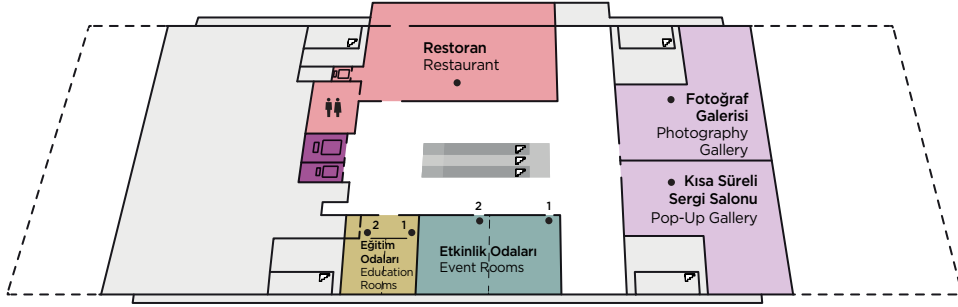 Restoran
Restaurant
Fotoğraf
Galerisi
Photography
Gallery
Kısa Süreli
Sergi Salonu
Pop-Up Gallery
2
1
2
1
Eğitim
Odaları
Education
Rooms
Etkinlik Odaları
Event Rooms